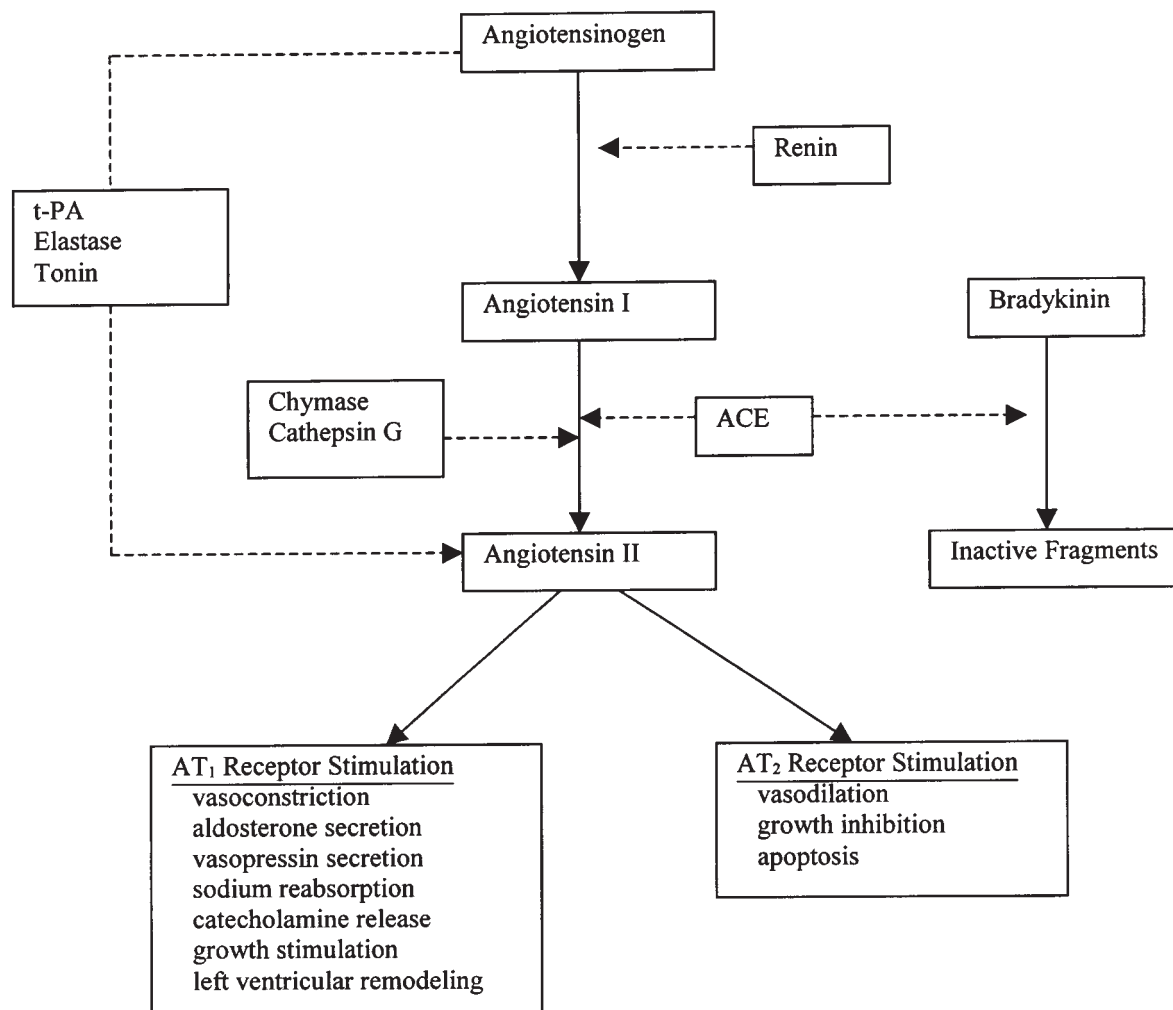 Angiotensinogen
Renin
t-PA
Elastase
Tonin
Angiotensin I
Bradykinin
Chymase
Cathepsin G
ACE
Angiotensin II
Inactive Fragments
AT₁ Receptor Stimulation
vasoconstriction
aldosterone secretion
vasopressin secretion
sodium reabsorption
catecholamine release
growth stimulation
left ventricular remodeling
AT₂ Receptor Stimulation
vasodilation
growth inhibition
apoptosis